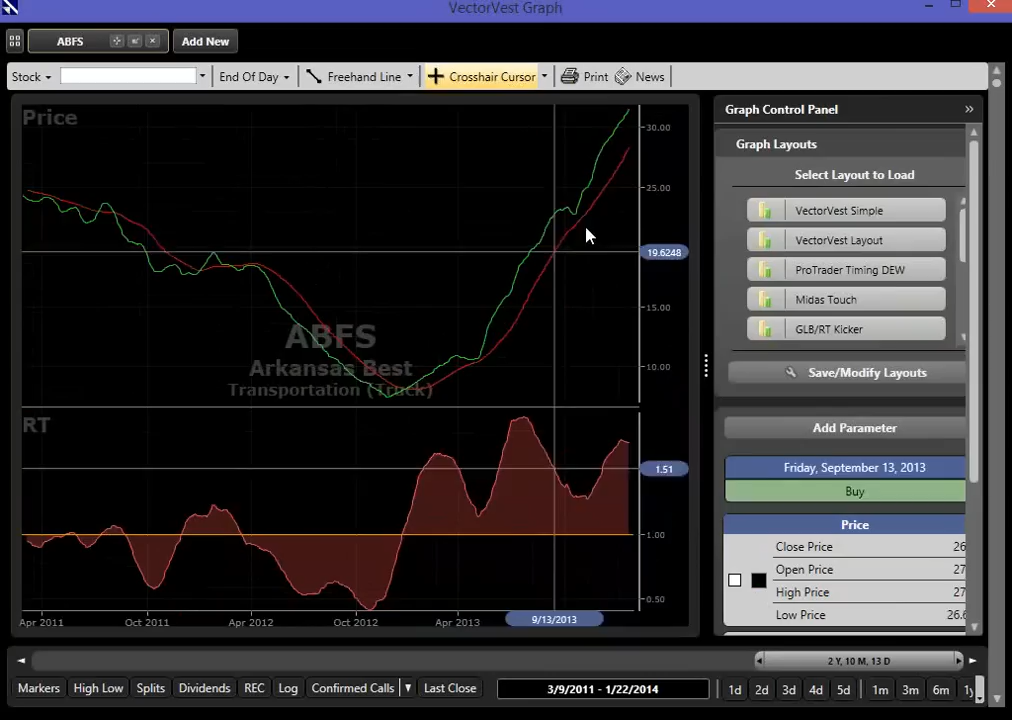 VectorVest Graph
ABFS
Add New
Stock
End Of Day
Freehand Line
Crosshair Cursor
Print
News
Price
30.00
25.00
19.6248
15.00
10.00
ABFS
Arkansas Best
Transportation (Truck)
RT
1.51
1.00
0.50
Apr 2011
Oct 2011
Apr 2012
Oct 2012
Apr 2013
9/13/2013
Graph Control Panel
Graph Layouts
Select Layout to Load
VectorVest Simple
VectorVest Layout
ProTrader Timing DEW
Midas Touch
GLB/RT Kicker
Save/Modify Layouts
Add Parameter
Friday, September 13, 2013
Buy
Price
Close Price 26
Open Price 27
High Price 27
Low Price 26.6
2 Y, 10 M, 13 D
Markers
High Low
Splits
Dividends
REC
Log
Confirmed Calls
Last Close
3/9/2011 - 1/22/2014
1d
2d
3d
4d
5d
1m
3m
6m
1y